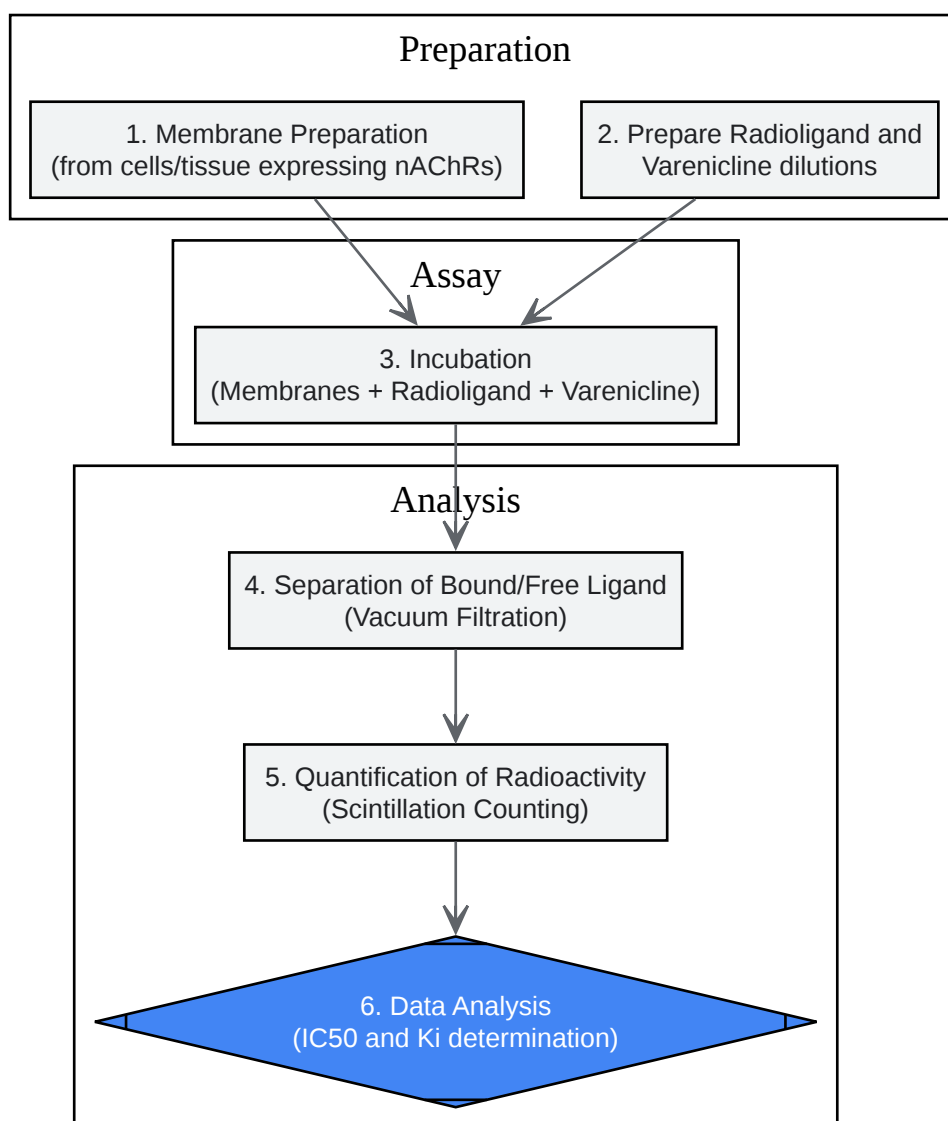 Preparation
1. Membrane Preparation
(from cells/tissue expressing nAChRs)
2. Prepare Radioligand and
Varenicline dilutions
Assay
3. Incubation
(Membranes + Radioligand + Varenicline)
Analysis
4. Separation of Bound/Free Ligand
(Vacuum Filtration)
5. Quantification of Radioactivity
(Scintillation Counting)
6. Data Analysis
(IC50 and Ki determination)